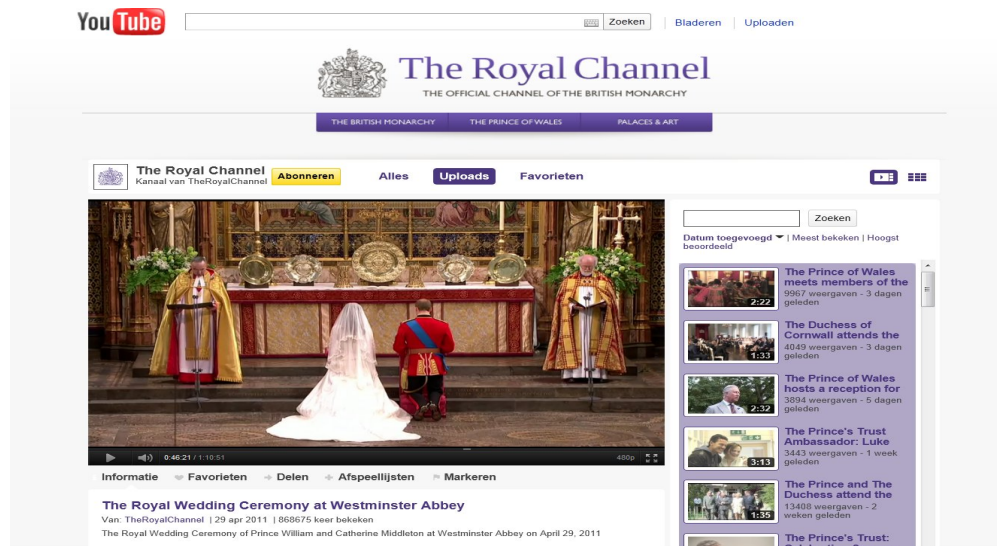 You Tube
Zoeken
Bladeren
Uploaden
The Royal Channel
THE OFFICIAL CHANNEL OF THE BRITISH MONARCHY
THE BRITISH MONARCHY
THE PRINCE OF WALES
PALACES & ART
The Royal Channel
Kanaal van TheRoyalChannel
Abonneren
Alles
Uploads
Favorieten
0:46:21 / 1:10:51
480p
Informatie
Favorieten
Delen
Afspeellijsten
Markeren
The Royal Wedding Ceremony at Westminster Abbey
Van: TheRoyalChannel | 29 apr 2011 | 868675 keer bekeken
The Royal Wedding Ceremony of Prince William and Catherine Middleton at Westminster Abbey on April 29, 2011
Zoeken
Datum toegevoegd | Meest bekeken | Hoogst
beoordeeld
2:22
The Prince of Wales
meets members of the
9967 weergaven - 3 dagen
geleden
1:33
The Duchess of
Cornwall attends the
4049 weergaven - 3 dagen
geleden
2:32
The Prince of Wales
hosts a reception for
3894 weergaven - 5 dagen
geleden
3:13
The Prince's Trust
Ambassador: Luke
3443 weergaven - 1 week
geleden
1:35
The Prince and The
Duchess attend the
13408 weergaven - 2
weken geleden
The Prince's Trust: